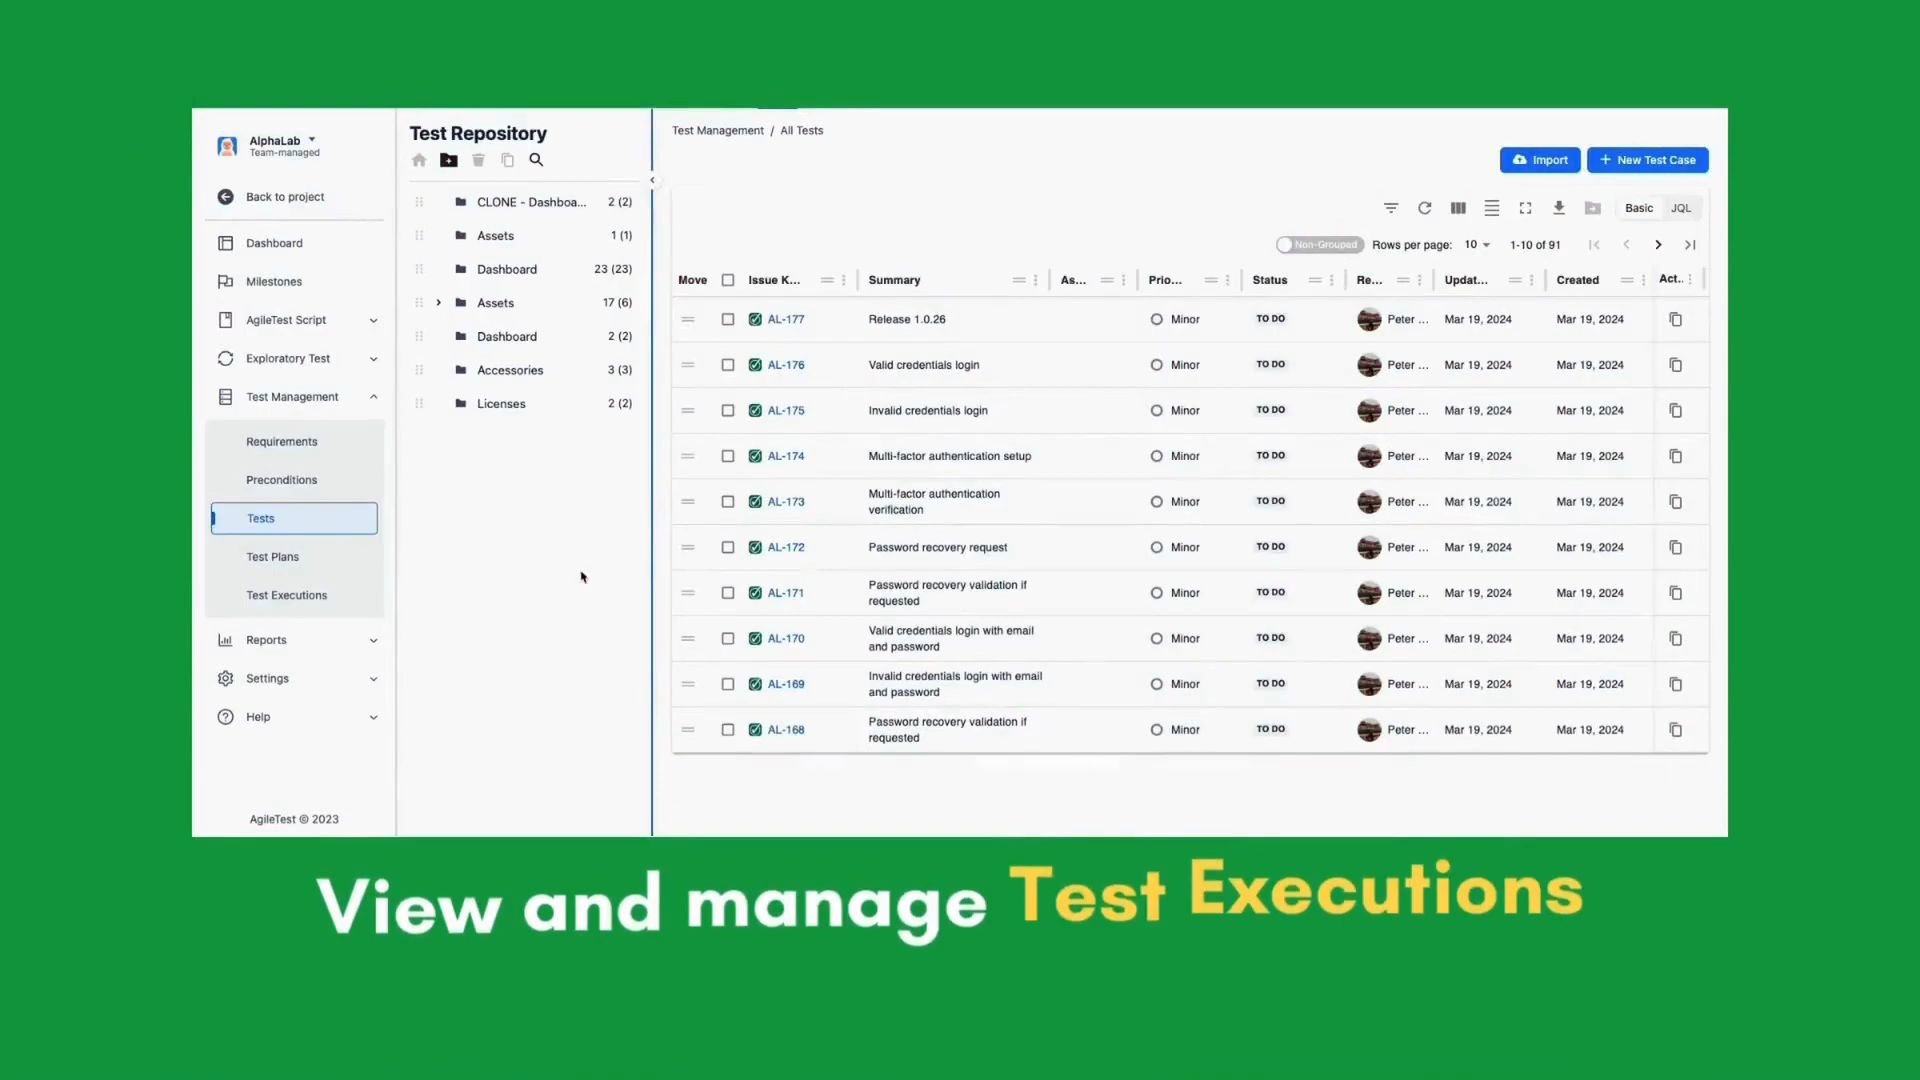 AlphaLab
Team-managed
Back to project
Dashboard
Milestones
AgileTest Script
Exploratory Test
Test Management
Requirements
Preconditions
Tests
Test Plans
Test Executions
Reports
Settings
Help
AgileTest © 2023
Test Repository
CLONE - Dashboa... 2 (2)
Assets 1 (1)
Dashboard 23 (23)
Assets 17 (6)
Dashboard 2 (2)
Accessories 3 (3)
Licenses 2 (2)
Test Management / All Tests
Import
+ New Test Case
Basic JQL
Non-Grouped Rows per page: 10 1-10 of 91
Move Issue K... Summary As... Prio... Status Re... Updat... Created Act..
AL-177 Release 1.0.26 Minor TO DO Peter ... Mar 19, 2024 Mar 19, 2024
AL-176 Valid credentials login Minor TO DO Peter ... Mar 19, 2024 Mar 19, 2024
AL-175 Invalid credentials login Minor TO DO Peter ... Mar 19, 2024 Mar 19, 2024
AL-174 Multi-factor authentication setup Minor TO DO Peter ... Mar 19, 2024 Mar 19, 2024
AL-173 Multi-factor authentication
verification Minor TO DO Peter ... Mar 19, 2024 Mar 19, 2024
AL-172 Password recovery request Minor TO DO Peter ... Mar 19, 2024 Mar 19, 2024
AL-171 Password recovery validation if
requested Minor TO DO Peter ... Mar 19, 2024 Mar 19, 2024
AL-170 Valid credentials login with email
and password Minor TO DO Peter ... Mar 19, 2024 Mar 19, 2024
AL-169 Invalid credentials login with email
and password Minor TO DO Peter ... Mar 19, 2024 Mar 19, 2024
AL-168 Password recovery validation if
requested Minor TO DO Peter ... Mar 19, 2024 Mar 19, 2024
View and manage Test Executions